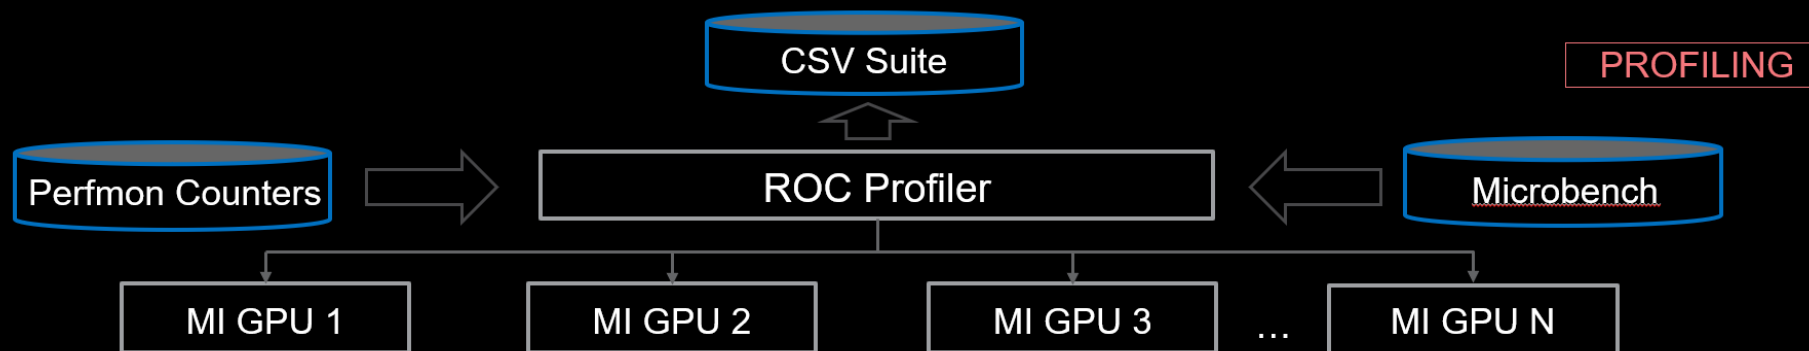 CSV Suite
PROFILING
Perfmon Counters
ROC Profiler
Microbench
MI GPU 1
MI GPU 2
MI GPU 3
...
MI GPU N